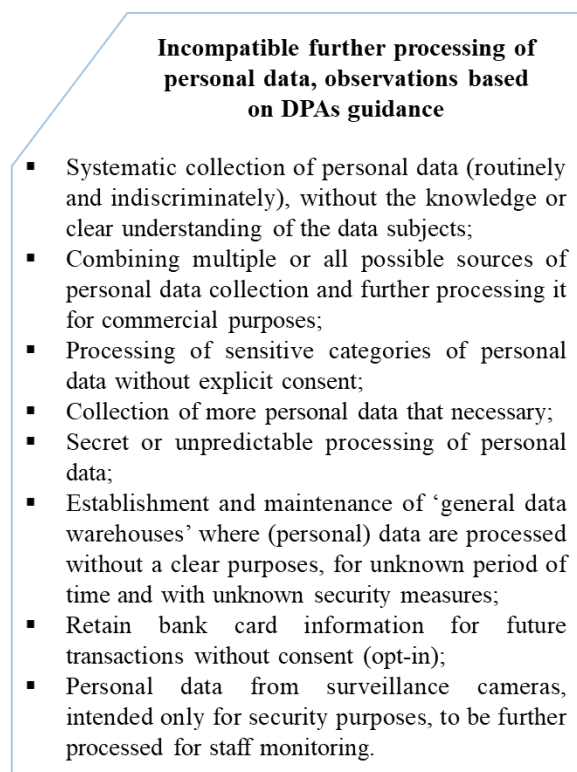 Incompatible further processing of
personal data, observations based
on DPAs guidance
▪ Systematic collection of personal data (routinely
and indiscriminately), without the knowledge or
clear understanding of the data subjects;
▪ Combining multiple or all possible sources of
personal data collection and further processing it
for commercial purposes;
▪ Processing of sensitive categories of personal
data without explicit consent;
▪ Collection of more personal data that necessary;
▪ Secret or unpredictable processing of personal
data;
▪ Establishment and maintenance of ‘general data
warehouses’ where (personal) data are processed
without a clear purposes, for unknown period of
time and with unknown security measures;
▪ Retain bank card information for future
transactions without consent (opt-in);
▪ Personal data from surveillance cameras,
intended only for security purposes, to be further
processed for staff monitoring.